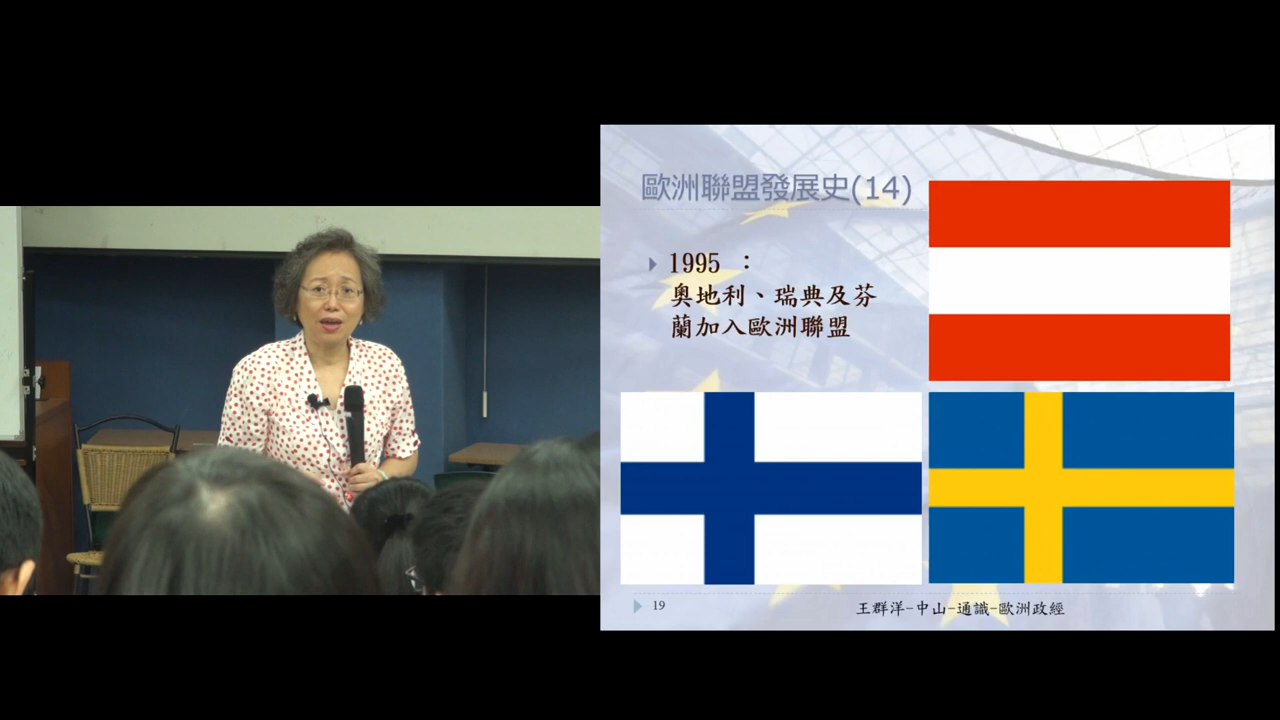 歐洲聯盟發展史(14)
1995 ：
奧地利、瑞典及芬
蘭加入歐洲聯盟
19
王群洋-中山-通識-歐洲政經